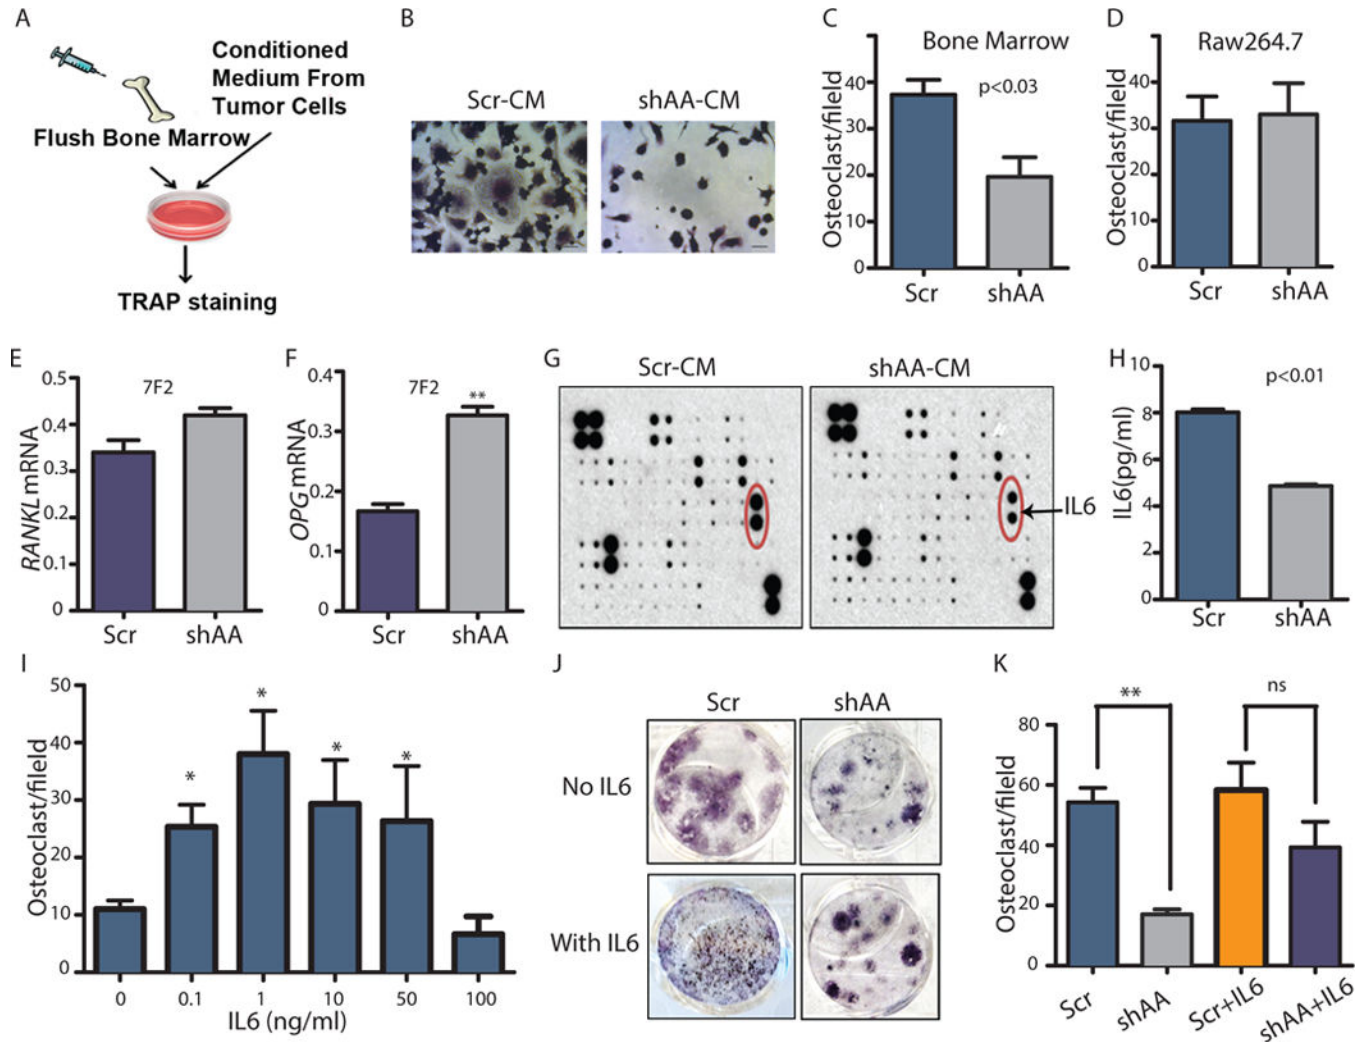 A
Conditioned
Medium From
Tumor Cells
Flush Bone Marrow
TRAP staining
B
Scr-CM shAA-CM
C
Bone Marrow
p<0.03
Osteoclast/fileld
40
30
20
10
0
Scr shAA
D
Raw264.7
Osteoclast/fileld
40
30
20
10
0
Scr shAA
E
7F2
RANKL mRNA
0.5
0.4
0.3
0.2
0.1
0
Scr shAA
F
7F2
**
OPG mRNA
0.4
0.3
0.2
0.1
0
Scr shAA
G
Scr-CM shAA-CM
IL6
H
p<0.01
IL6(pg/ml)
10
8
6
4
2
0
Scr shAA
I
Osteoclast/fileld
50
40
30
20
10
0
* * * *
0 0.1 1 10 50 100
IL6 (ng/ml)
J
Scr shAA
No IL6
With IL6
K
** ns
Osteoclast/fileld
80
60
40
20
0
Scr shAA Scr+IL6 shAA+IL6